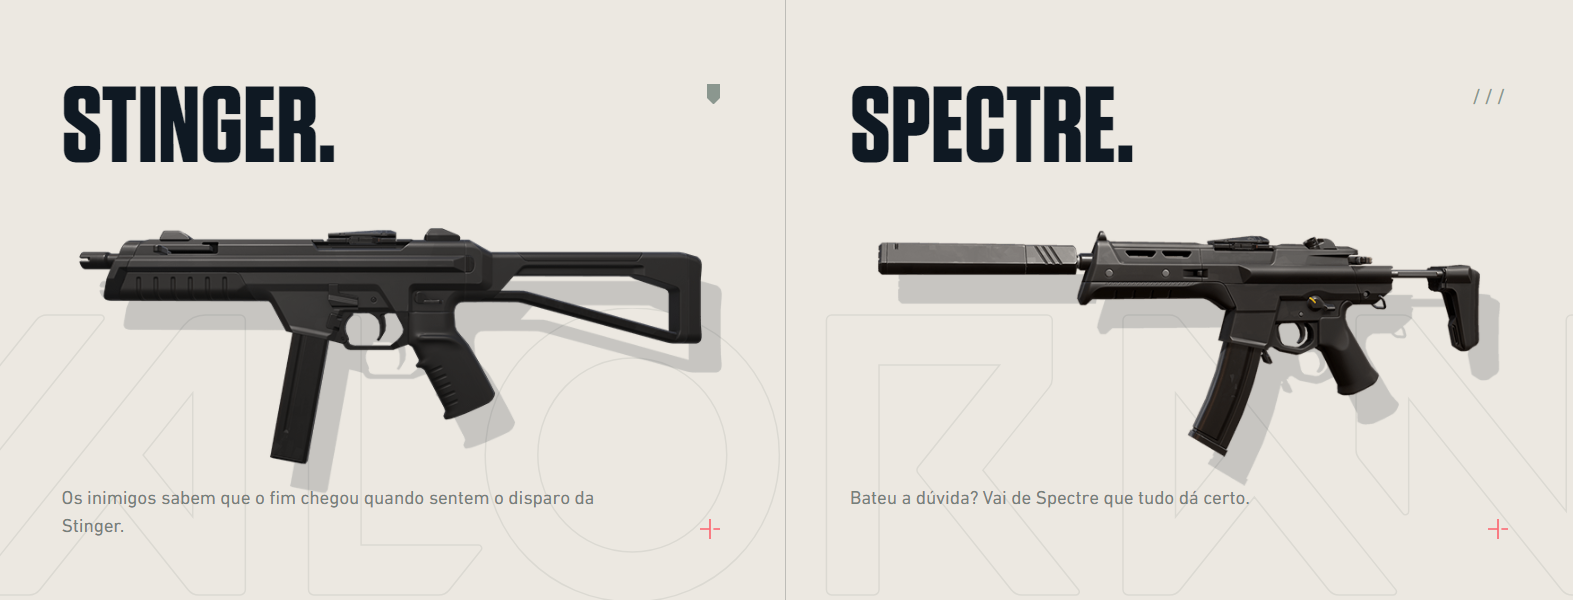 STINGER.
Os inimigos sabem que o fim chegou quando sentem o disparo da
Stinger.
SPECTRE.
///
Bateu a dúvida? Vai de Spectre que tudo dá certo.
VALORAN